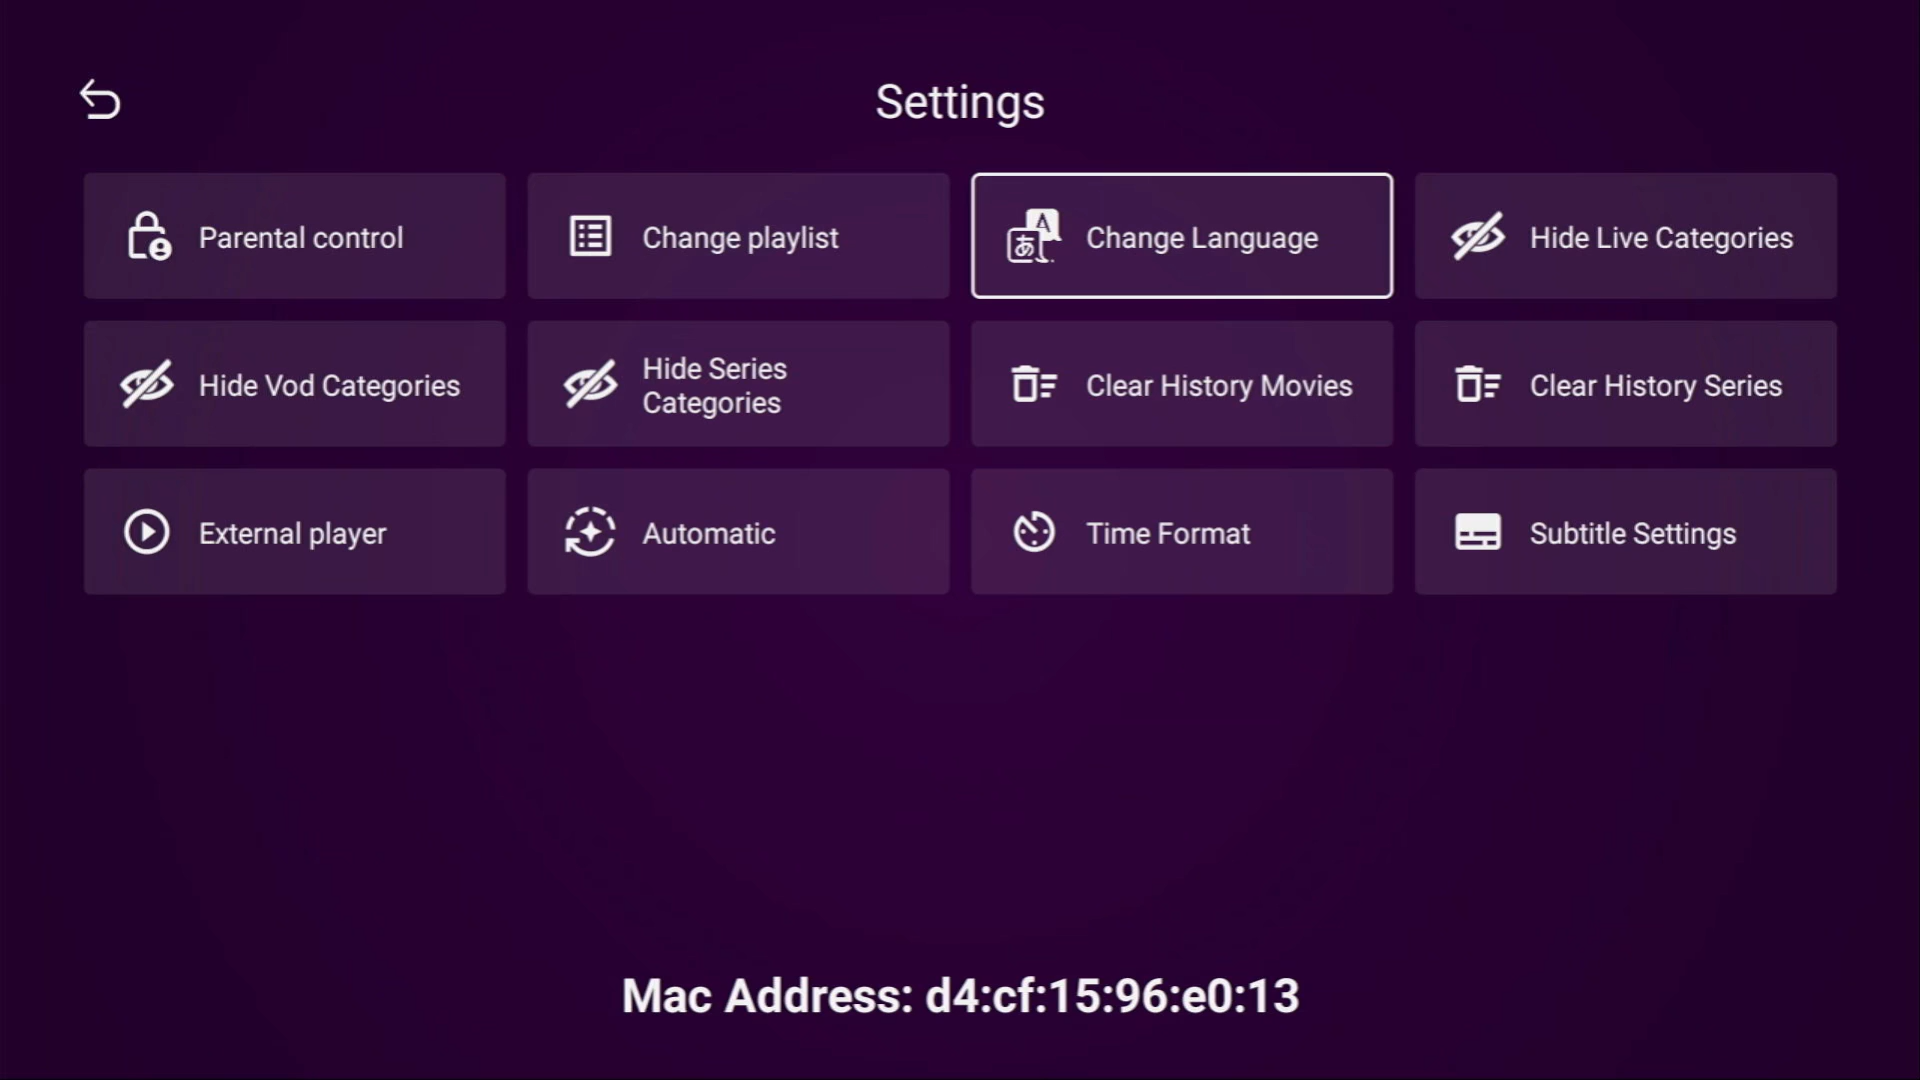 Settings
Parental control
Change playlist
Change Language
Hide Live Categories
Hide Vod Categories
Hide Series
Categories
Clear History Movies
Clear History Series
External player
Automatic
Time Format
Subtitle Settings
Mac Address: d4:cf:15:96:e0:13